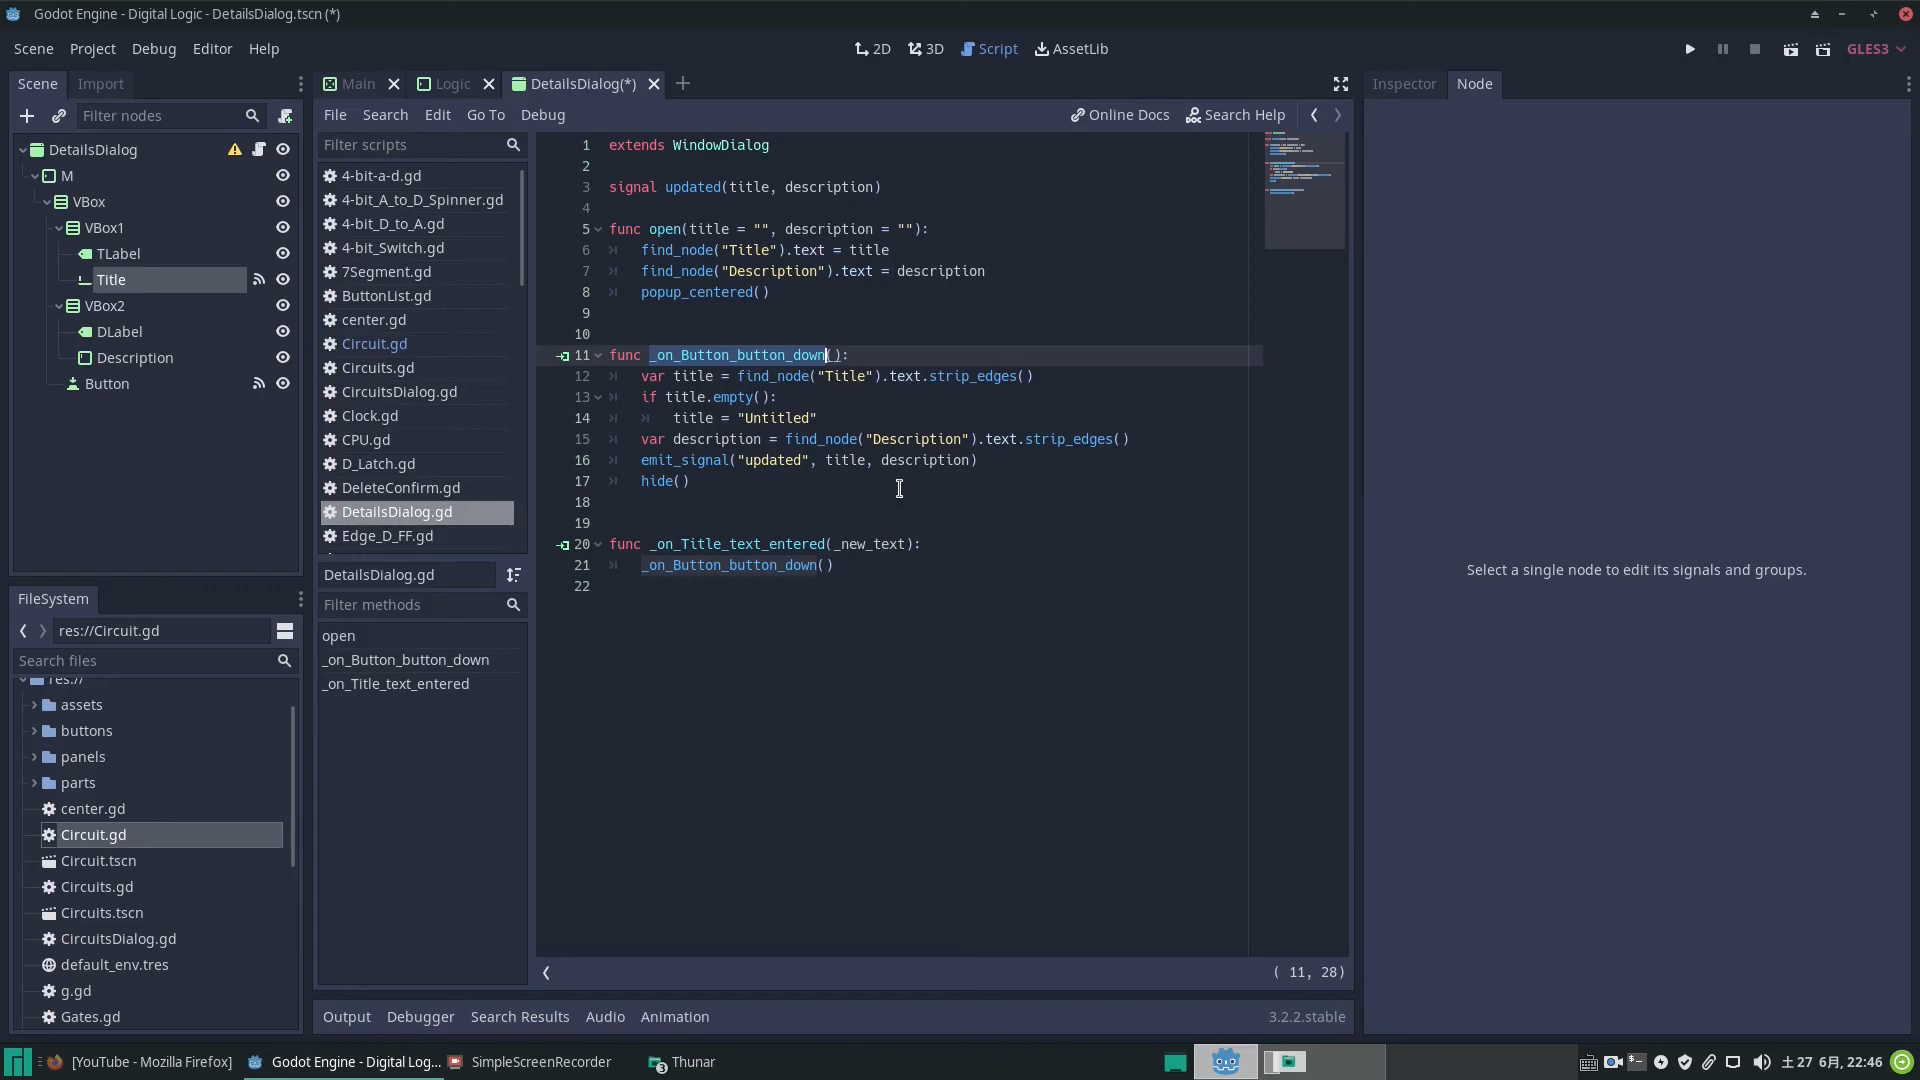 Godot Engine - Digital Logic - DetailsDialog.tscn (*)
Scene Project Debug Editor Help
2D 3D Script AssetLib
GLES3
Scene Import
Filter nodes
DetailsDialog
M
VBox
VBox1
TLabel
Title
VBox2
DLabel
Description
Button
FileSystem
res://Circuit.gd
Search files
res://
assets
buttons
panels
parts
center.gd
Circuit.gd
Circuit.tscn
Circuits.gd
Circuits.tscn
CircuitsDialog.gd
default_env.tres
g.gd
Gates.gd
Main Logic DetailsDialog(*)
File Search Edit Go To Debug
Online Docs Search Help
Filter scripts
4-bit-a-d.gd
4-bit_A_to_D_Spinner.gd
4-bit_D_to_A.gd
4-bit_Switch.gd
7Segment.gd
ButtonList.gd
center.gd
Circuit.gd
Circuits.gd
CircuitsDialog.gd
Clock.gd
CPU.gd
D_Latch.gd
DeleteConfirm.gd
DetailsDialog.gd
Edge_D_FF.gd
DetailsDialog.gd
Filter methods
open
_on_Button_button_down
_on_Title_text_entered
1 extends WindowDialog
2
3 signal updated(title, description)
4
5 func open(title = "", description = ""):
6 find_node("Title").text = title
7 find_node("Description").text = description
8 popup_centered()
9
10
11 func _on_Button_button_down():
12 var title = find_node("Title").text.strip_edges()
13 if title.empty():
14 title = "Untitled"
15 var description = find_node("Description").text.strip_edges()
16 emit_signal("updated", title, description)
17 hide()
18
19
20 func _on_Title_text_entered(_new_text):
21 _on_Button_button_down()
22
( 11, 28)
Output Debugger Search Results Audio Animation
3.2.2.stable
Inspector Node
Select a single node to edit its signals and groups.
[YouTube - Mozilla Firefox] Godot Engine - Digital Log... SimpleScreenRecorder 3 Thunar
土 27 6月, 22:46